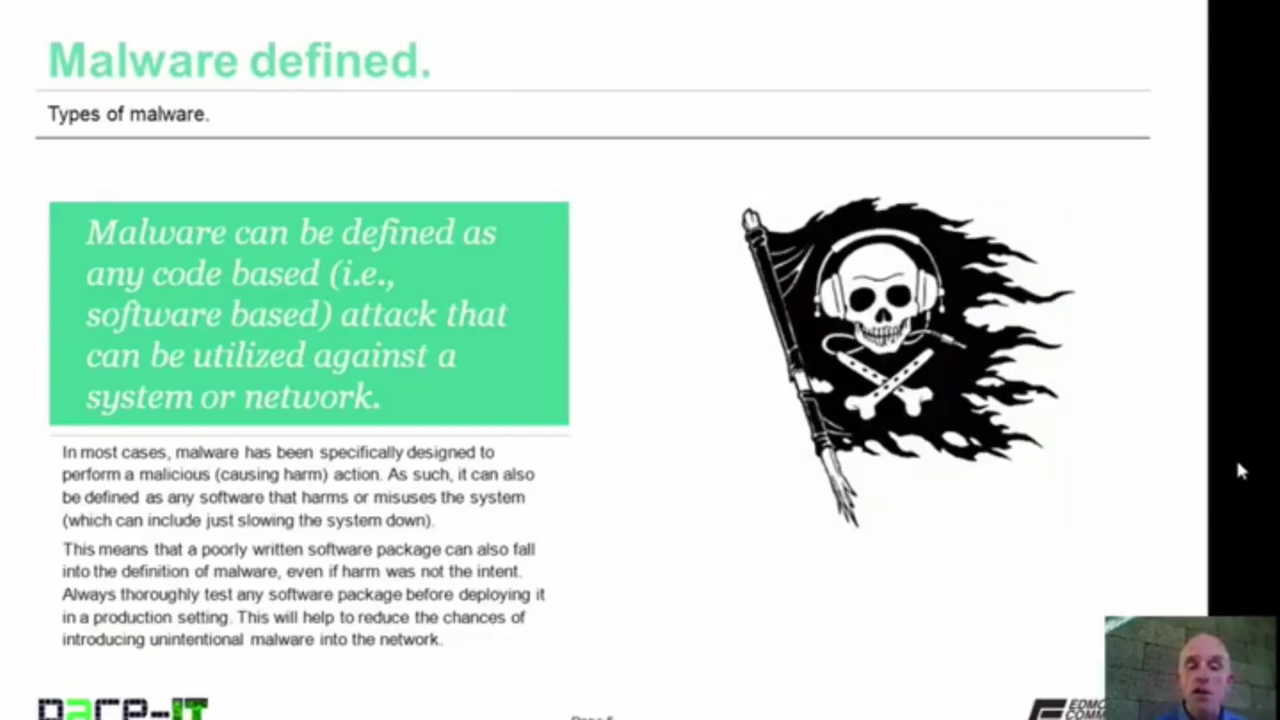 Malware defined.
Types of malware.
Malware can be defined as
any code based (i.e.,
software based) attack that
can be utilized against a
system or network.
In most cases, malware has been specifically designed to
perform a malicious (causing harm) action. As such, it can also
be defined as any software that harms or misuses the system
(which can include just slowing the system down).
This means that a poorly written software package can also fall
into the definition of malware, even if harm was not the intent.
Always thoroughly test any software package before deploying it
in a production setting. This will help to reduce the chances of
introducing unintentional malware into the network.
pace-IT